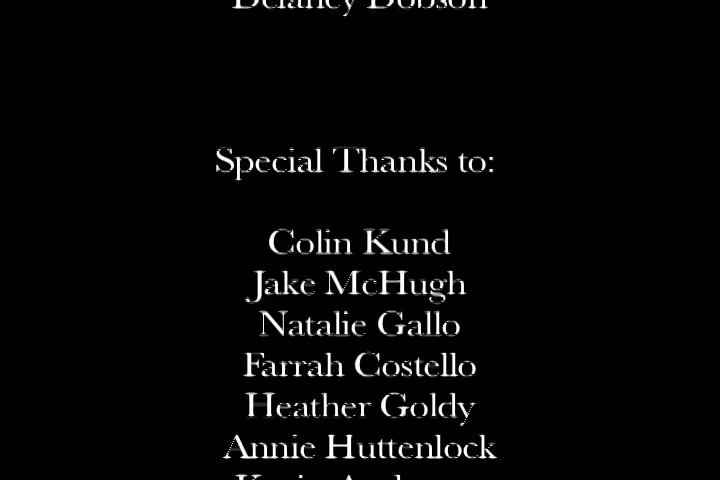 Delaney Dobson
Special Thanks to:
Colin Kund
Jake McHugh
Natalie Gallo
Farrah Costello
Heather Goldy
Annie Huttenlock